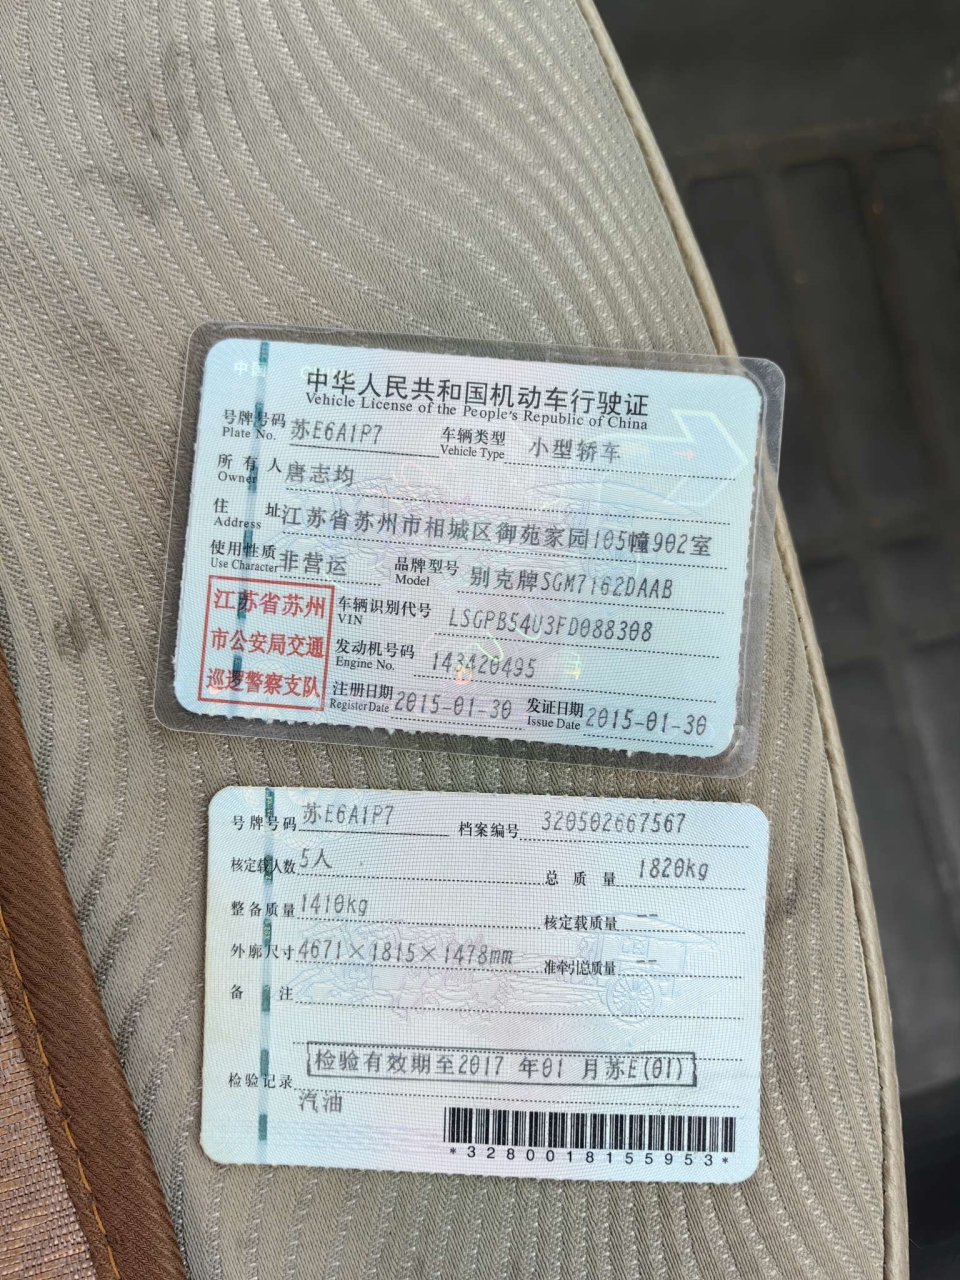 中华人民共和国机动车行驶证
Vehicle License of the People's Republic of China
号牌号码 苏E6A1P7 车辆类型 小型轿车
Plate No. Vehicle Type
所有人 唐志均
Owner
住址 江苏省苏州市相城区御苑家园105幢902室
Address
使用性质 非营运 品牌型号 别克牌SGM7162DAAB
Use Character Model
江苏省苏州
市公安局交通
巡逻警察支队
车辆识别代号 LSGPB54U3FD088308
VIN
发动机号码 143420495
Engine No.
注册日期 2015-01-30 发证日期 2015-01-30
Register Date Issue Date
号牌号码 苏E6A1P7 档案编号 320502667567
核定载人数 5人 总质量 1820kg
整备质量 1410kg 核定载质量 --
外廓尺寸 4671×1815×1478mm 准牵引总质量 --
备注
检验有效期至2017 年01 月苏E(01)
检验记录
汽油
*3280018155953*